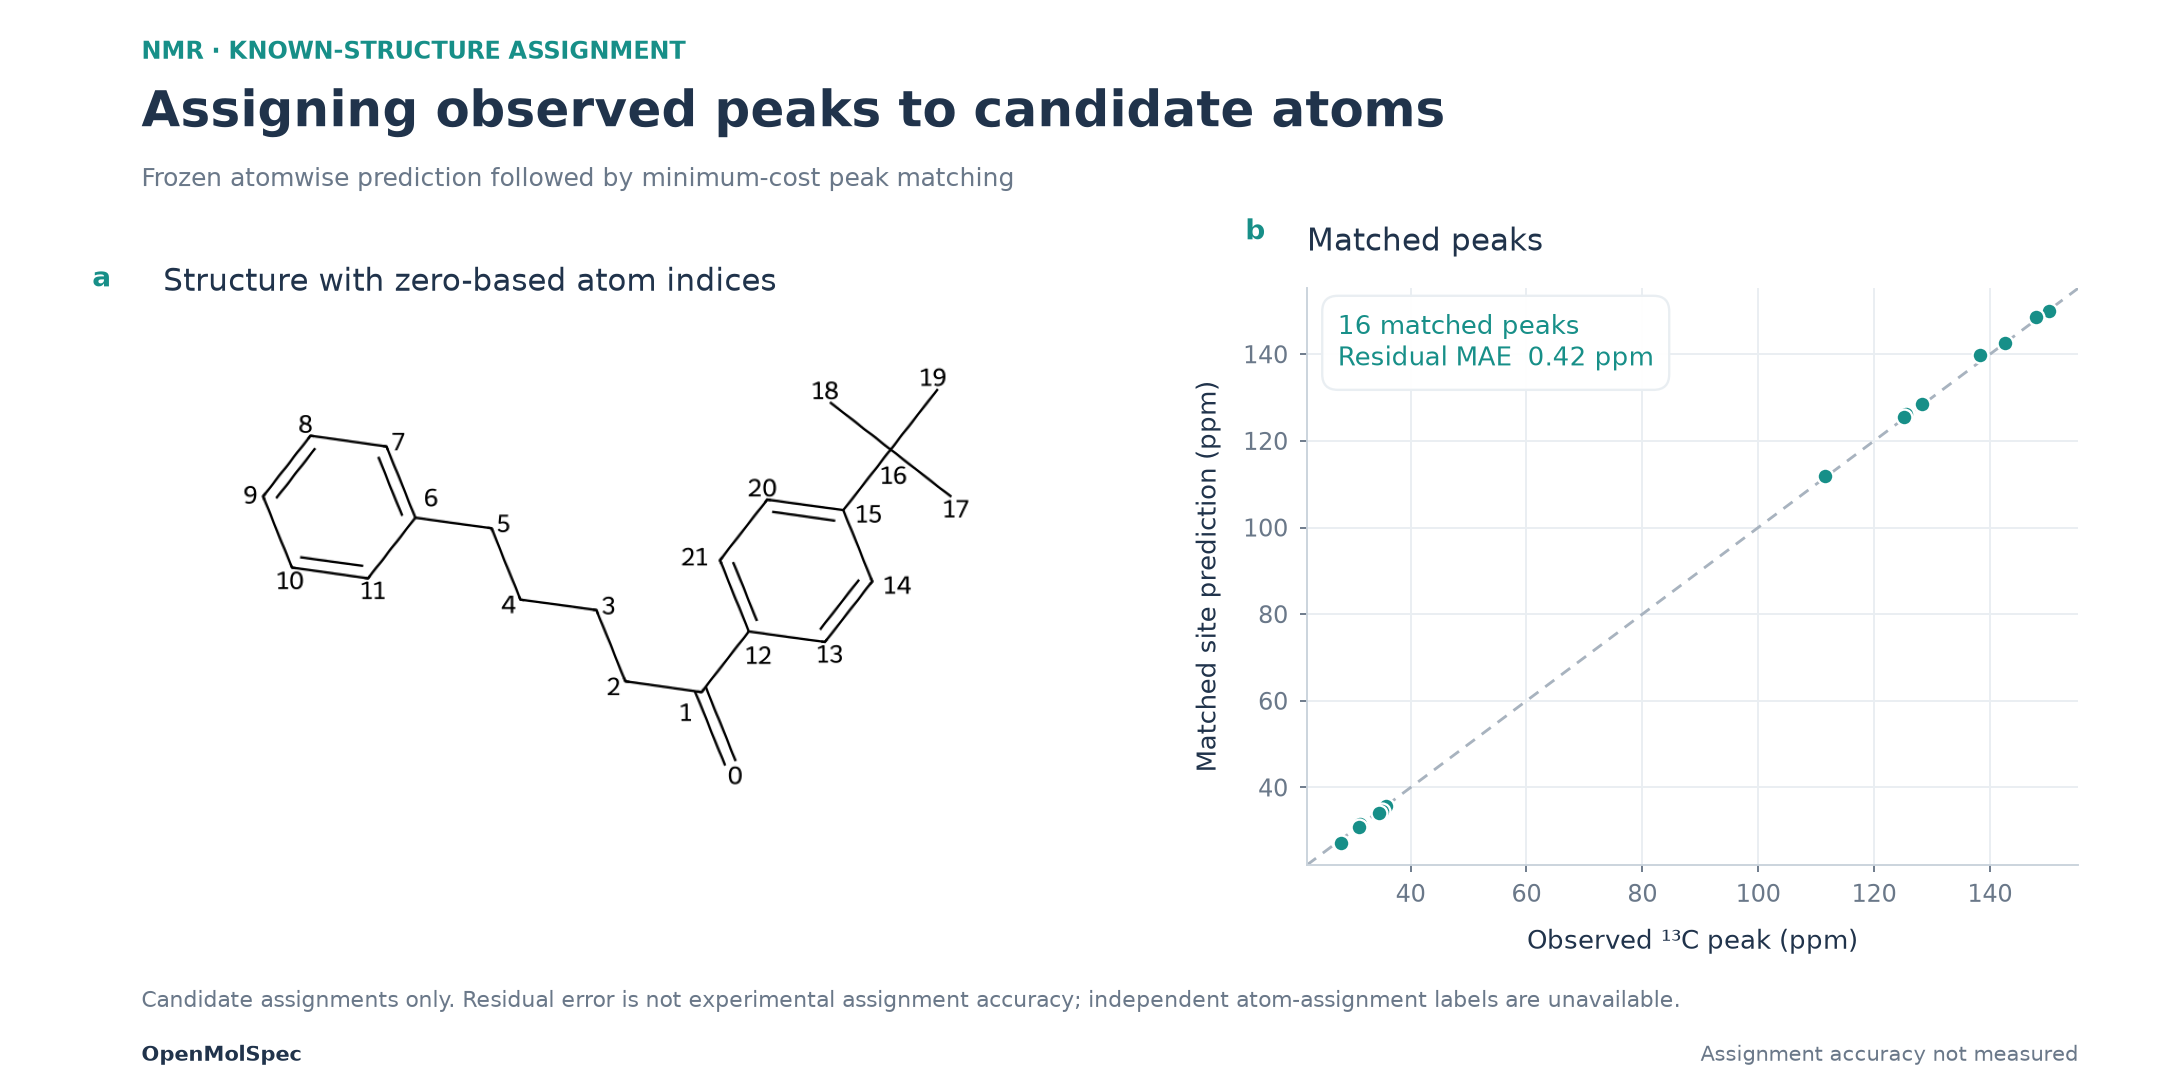 NMR · KNOWN-STRUCTURE ASSIGNMENT
Assigning observed peaks to candidate atoms
Frozen atomwise prediction followed by minimum-cost peak matching
a Structure with zero-based atom indices
19
18
8
7
9
6
5
10
11
4
3
2
1
0
12
13
14
15
16
17
20
21
b Matched peaks
16 matched peaks
Residual MAE 0.42 ppm
Matched site prediction (ppm)
140
120
100
80
60
40
40 60 80 100 120 140
Observed ¹³C peak (ppm)
Candidate assignments only. Residual error is not experimental assignment accuracy; independent atom-assignment labels are unavailable.
OpenMolSpec
Assignment accuracy not measured